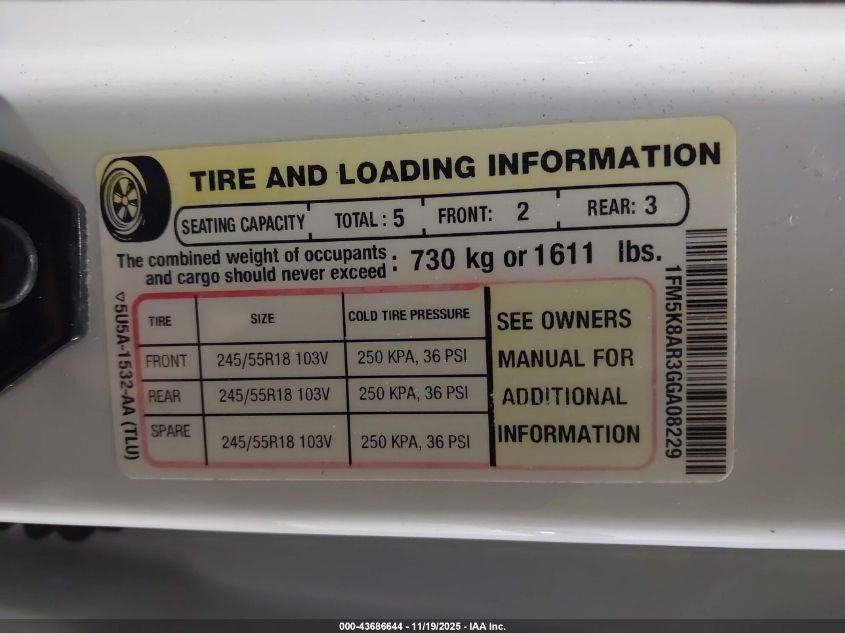 TIRE AND LOADING INFORMATION
SEATING CAPACITY TOTAL : 5 FRONT: 2 REAR: 3
The combined weight of occupants
and cargo should never exceed : 730 kg or 1611 lbs.
TIRE SIZE COLD TIRE PRESSURE
FRONT 245/55R18 103V 250 KPA, 36 PSI
REAR 245/55R18 103V 250 KPA, 36 PSI
SPARE 245/55R18 103V 250 KPA, 36 PSI
SEE OWNERS
MANUAL FOR
ADDITIONAL
INFORMATION
5U5A-1532-AA (TLU)
1FM5K8AR3GGA08229
000-43686644 - 11/19/2025 - IAA Inc.